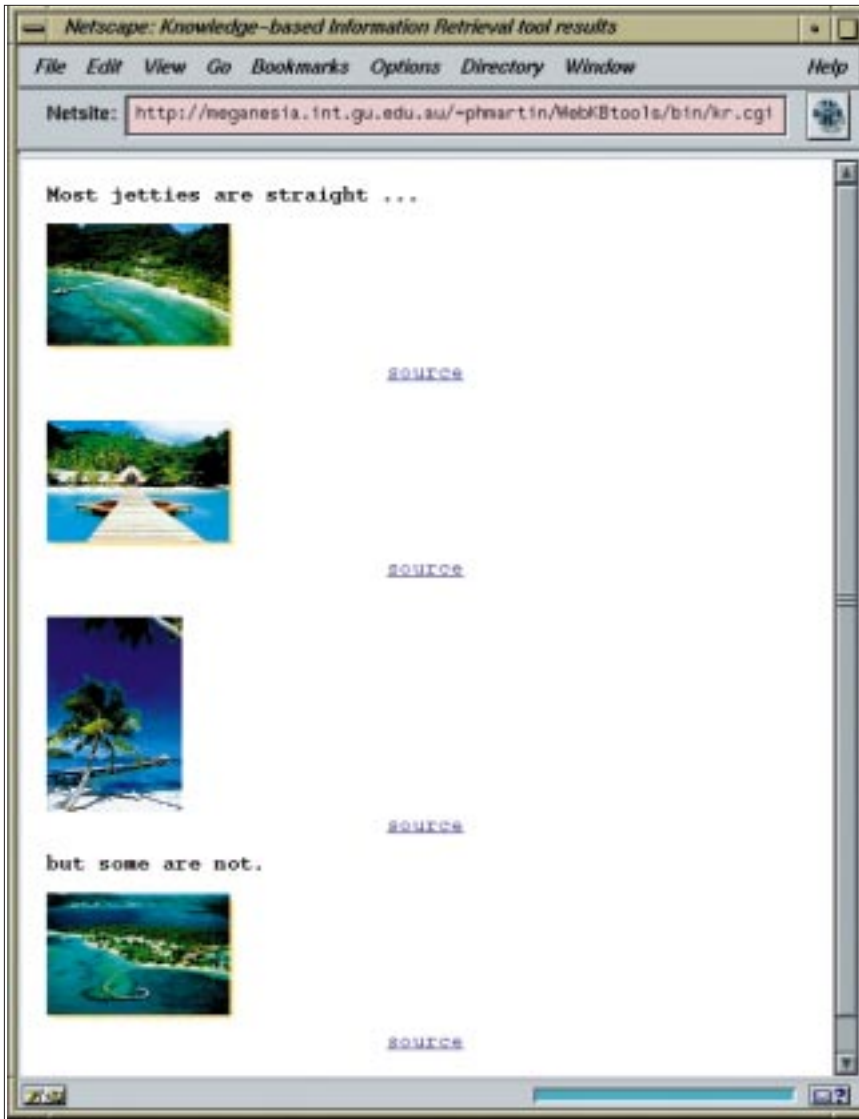 Netscape: Knowledge-based Information Retrieval tool results
File Edit View Go Bookmarks Options Directory Window Help
Netsite: http://meganesia.int.gu.edu.au/~phmartin/WebKBtools/bin/kr.cgi
Most jetties are straight ...
source
source
source
but some are not.
source
?